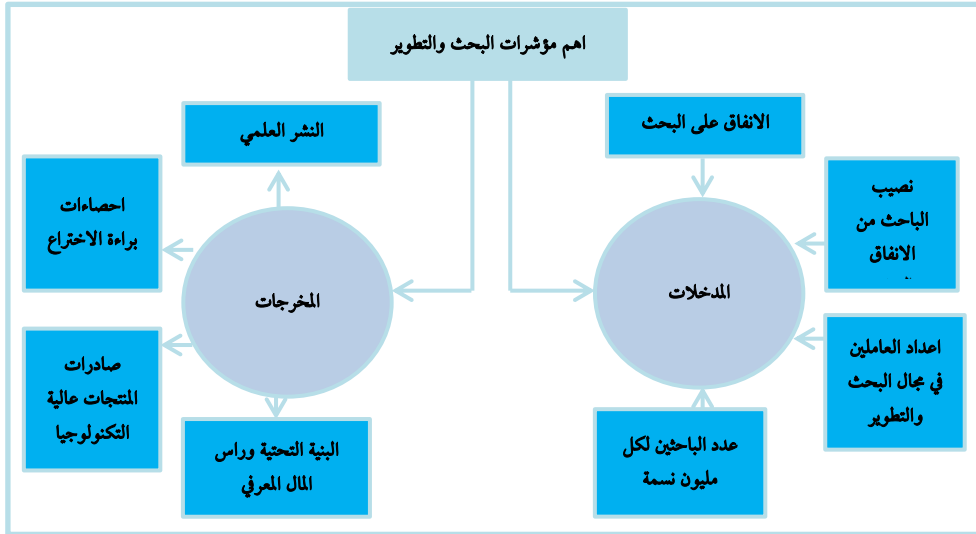 اهم مؤشرات البحث والتطوير
الانفاق على البحث
نصيب
الباحث من
الانفاق
اعداد العاملين
في مجال البحث
والتطوير
عدد الباحثين لكل
مليون نسمة
المدخلات
النشر العلمي
احصاءات
براءة الاختراع
صادرات
المنتجات عالية
التكنولوجيا
البنية التحتية وراس
المال المعرفي
المخرجات